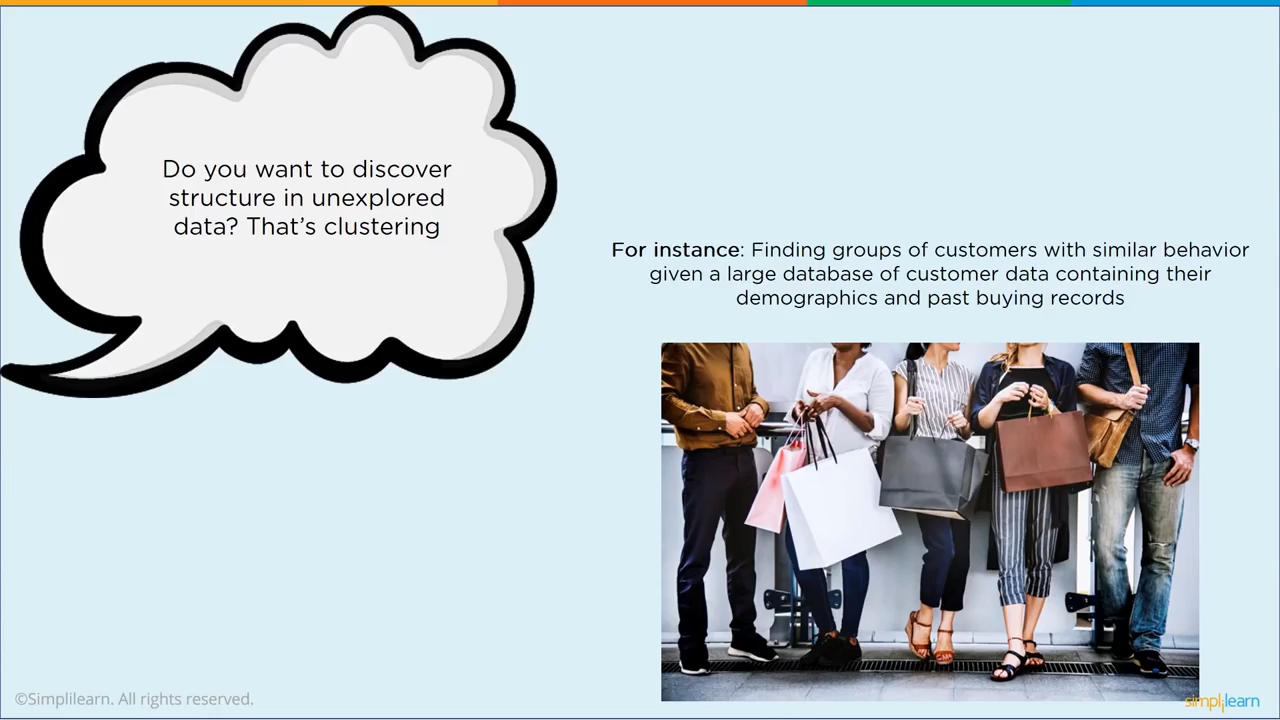 Do you want to discover
structure in unexplored
data? That’s clustering
For instance: Finding groups of customers with similar behavior
given a large database of customer data containing their
demographics and past buying records
©Simplilearn. All rights reserved.
simplilearn